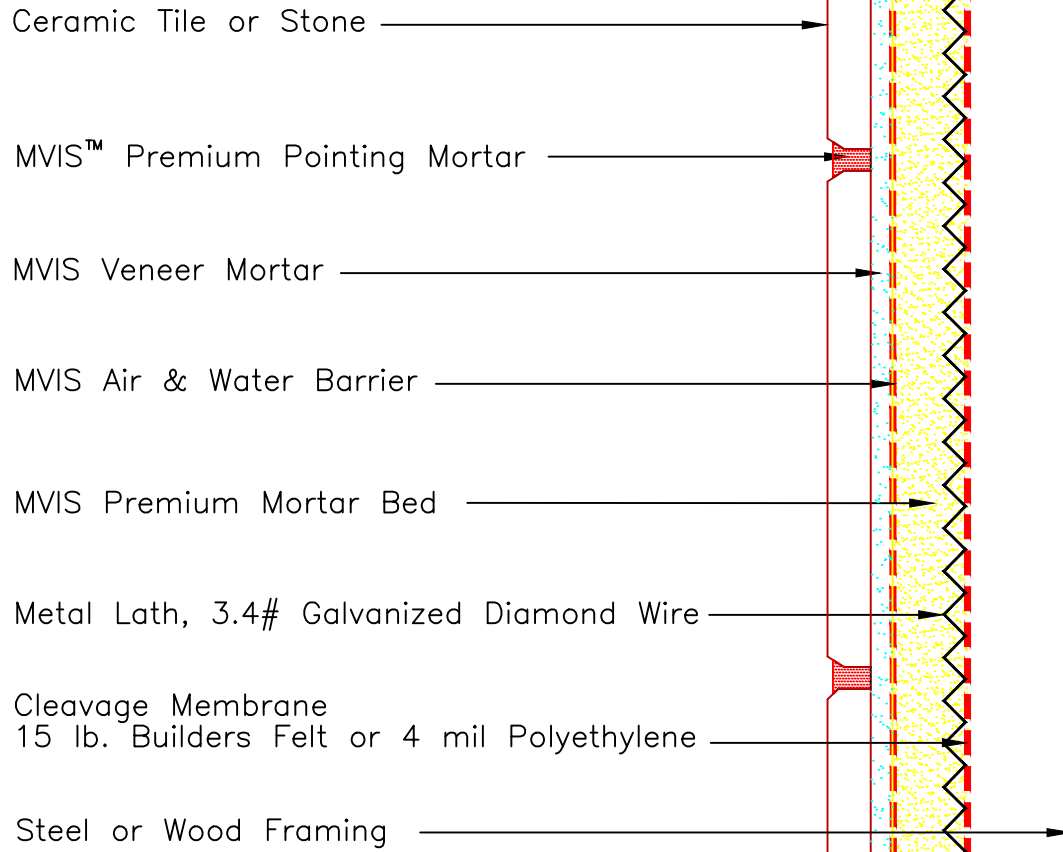 Ceramic Tile or Stone
MVIS™ Premium Pointing Mortar
MVIS Veneer Mortar
MVIS Air & Water Barrier
MVIS Premium Mortar Bed
Metal Lath, 3.4# Galvanized Diamond Wire
Cleavage Membrane
15 lb. Builders Felt or 4 mil Polyethylene
Steel or Wood Framing